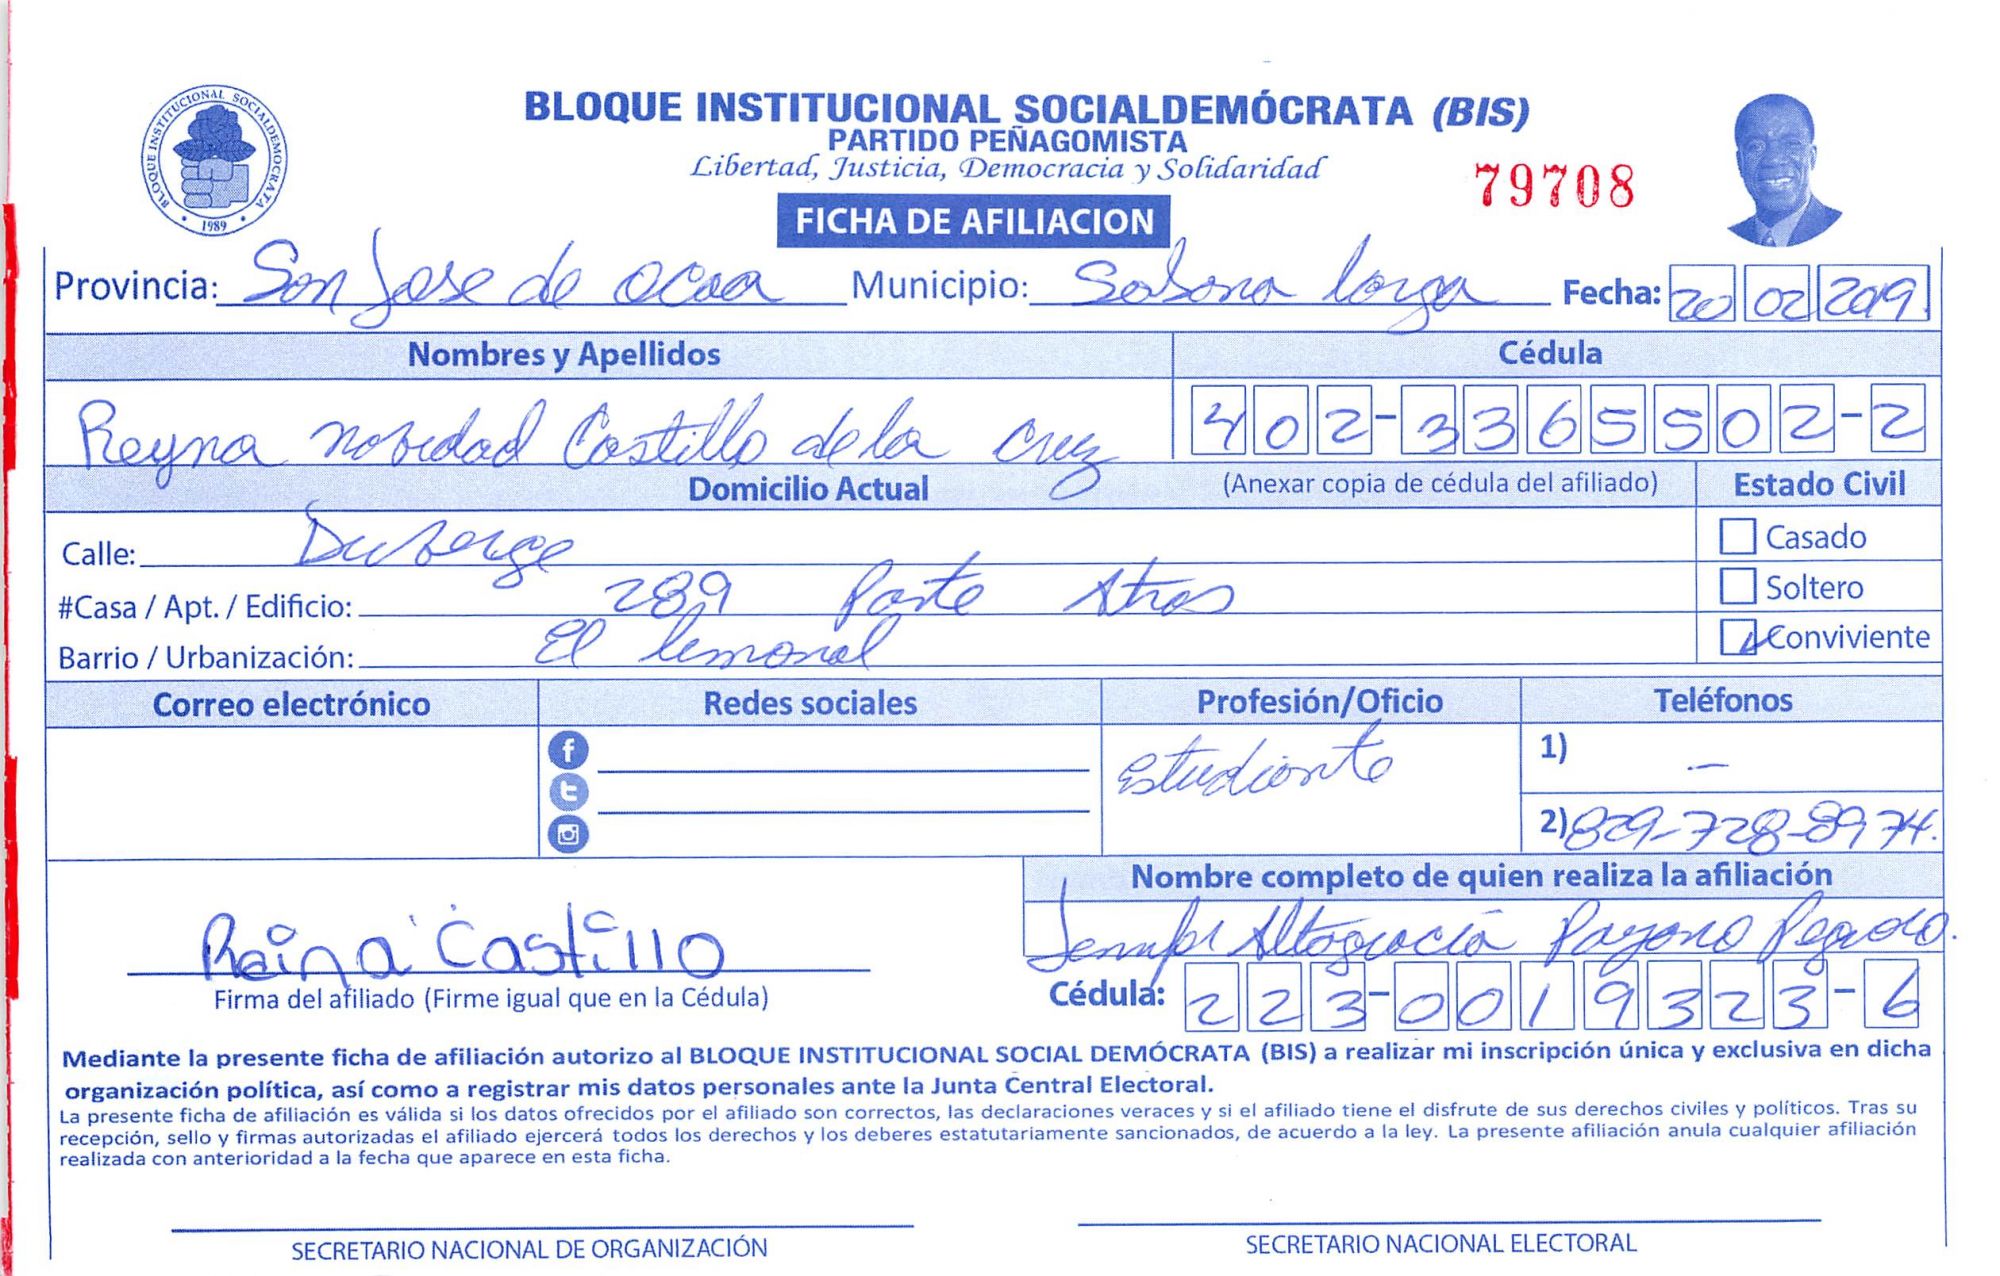 BLOQUE INSTITUCIONAL SOCIALDEMÓCRATA (BIS)
PARTIDO PEÑAGOMISTA
Libertad, Justicia, Democracia y Solidaridad
79708
BLOQUE INSTITUCIONAL SOCIALDEMOCRATA
1989
FICHA DE AFILIACION
Provincia: San Jose de ocoa Municipio: Sabana larga Fecha: 20 02 2019
Nombres y Apellidos Cédula
Reyna nobedad Castillo de la Cruz 402-3365502-2
Domicilio Actual (Anexar copia de cédula del afiliado) Estado Civil
Calle: Duberge Casado
#Casa / Apt. / Edificio: 289 Parte Atras Soltero
Barrio / Urbanización: El lemonal Conviviente
Correo electrónico Redes sociales Profesión/Oficio Teléfonos
Estudiante 1) –
2) 829-728-8974.
Nombre completo de quien realiza la afiliación
Altagracia Payano
Reina Castillo
Firma del afiliado (Firme igual que en la Cédula) Cédula: 223-0019323-6
Mediante la presente ficha de afiliación autorizo al BLOQUE INSTITUCIONAL SOCIAL DEMÓCRATA (BIS) a realizar mi inscripción única y exclusiva en dicha
organización política, así como a registrar mis datos personales ante la Junta Central Electoral.
La presente ficha de afiliación es válida si los datos ofrecidos por el afiliado son correctos, las declaraciones veraces y si el afiliado tiene el disfrute de sus derechos civiles y políticos. Tras su
recepción, sello y firmas autorizadas el afiliado ejercerá todos los derechos y los deberes estatutariamente sancionados, de acuerdo a la ley. La presente afiliación anula cualquier afiliación
realizada con anterioridad a la fecha que aparece en esta ficha.
SECRETARIO NACIONAL DE ORGANIZACIÓN SECRETARIO NACIONAL ELECTORAL